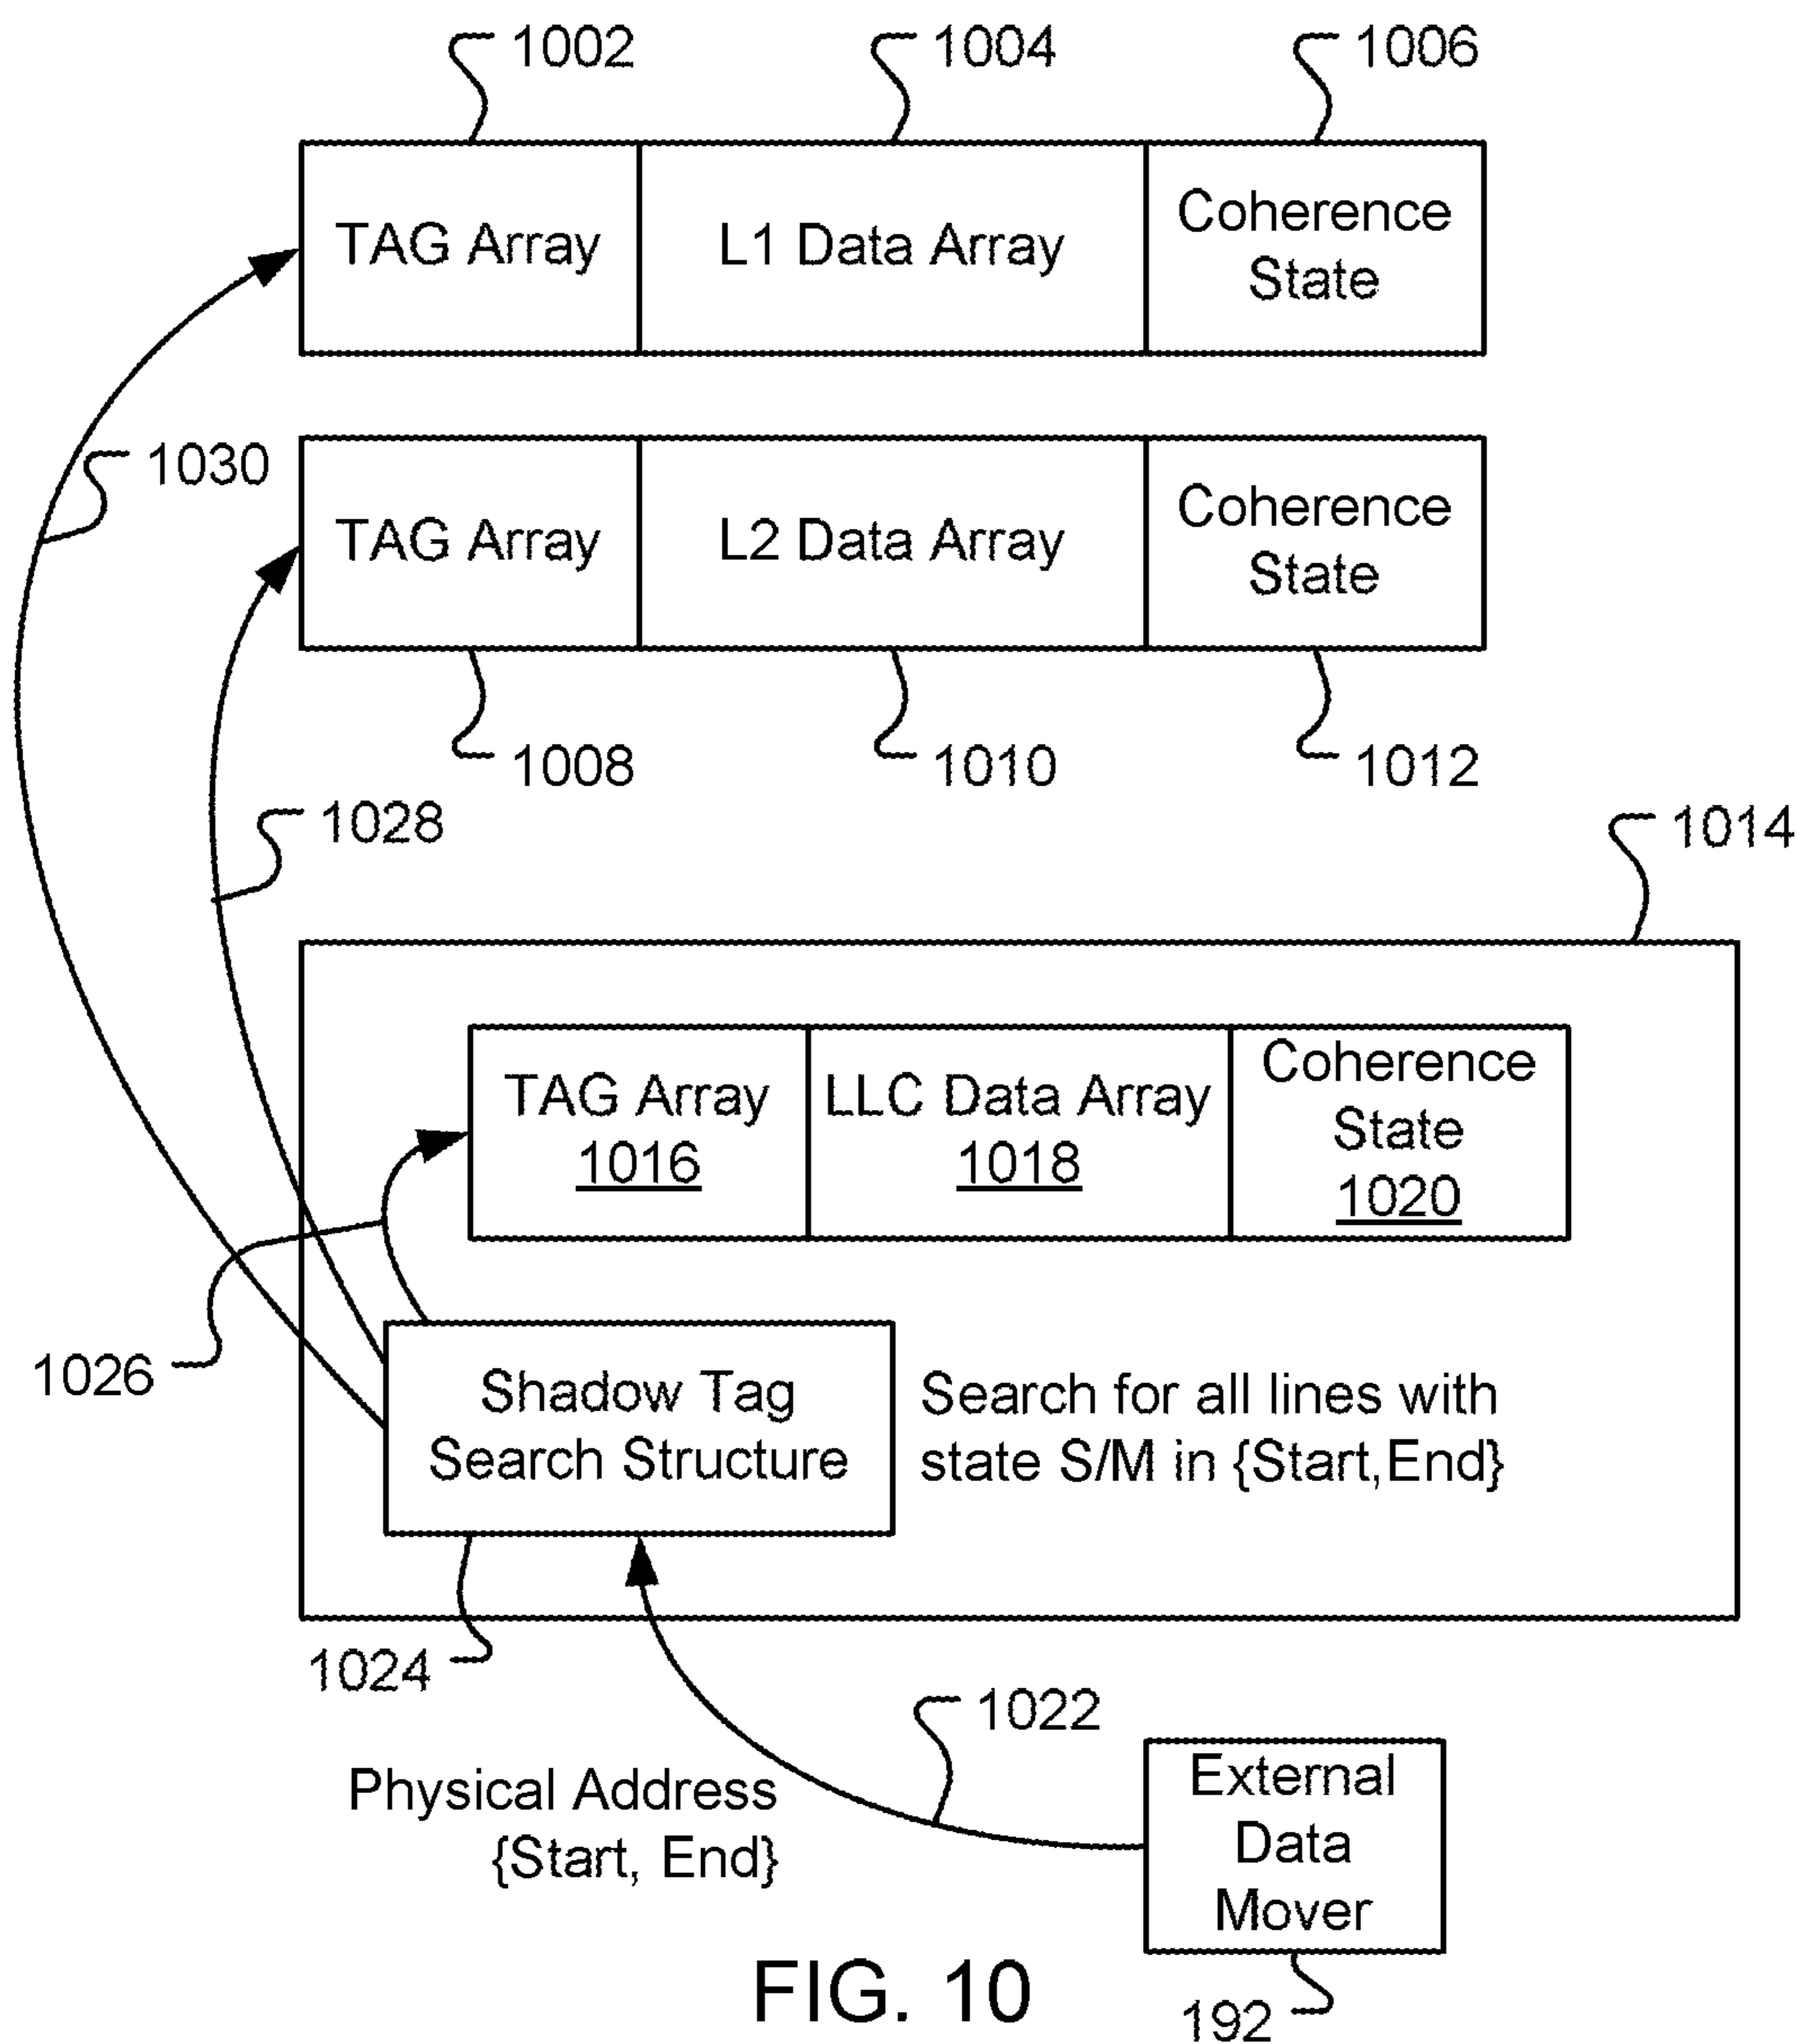 1002
1004
1006
TAG Array
L1 Data Array
Coherence
State
1030
TAG Array
L2 Data Array
Coherence
State
1008
1010
1012
1028
1014
TAG Array
1016
LLC Data Array
1018
Coherence
State
1020
1026
Shadow Tag
Search Structure
Search for all lines with
state S/M in {Start,End}
1024
1022
Physical Address
{Start, End}
External
Data
Mover
FIG. 10
192